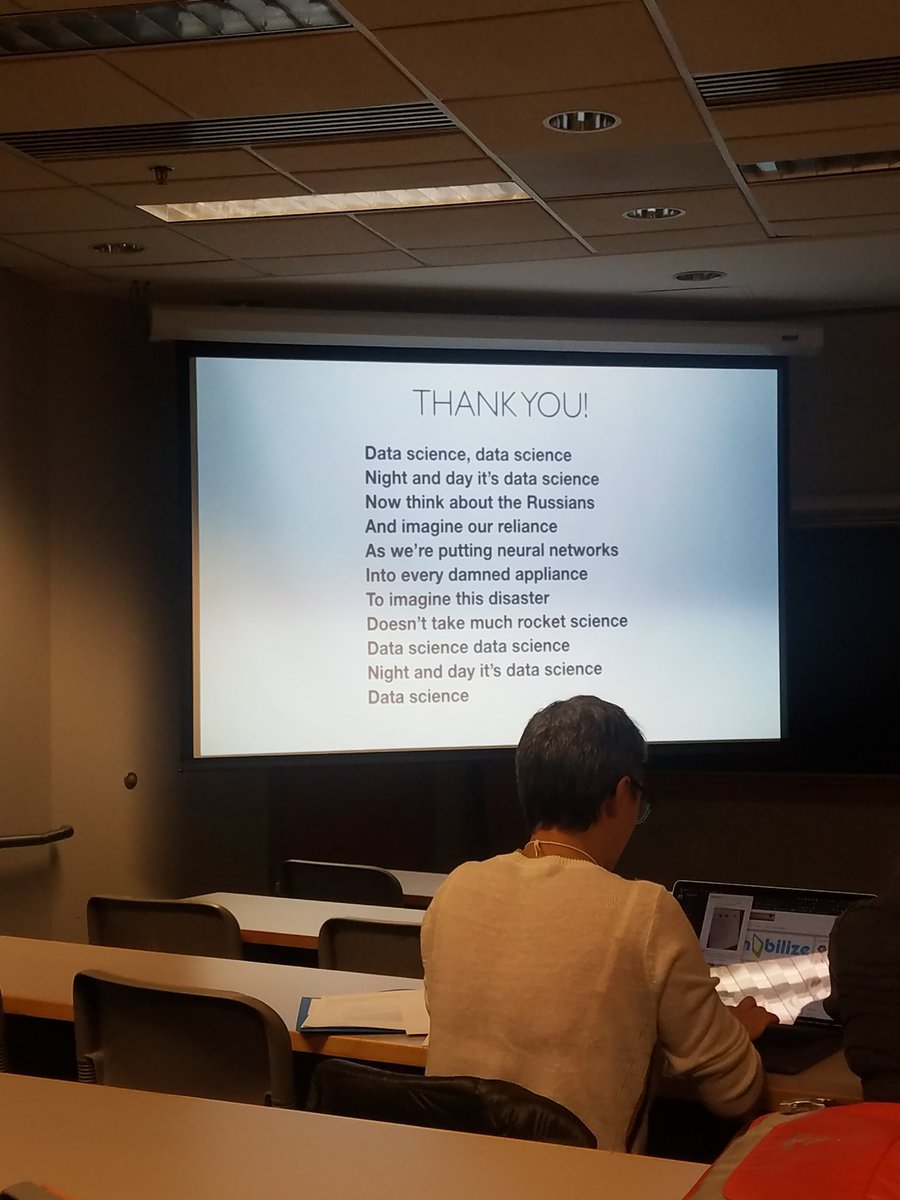 THANK YOU!
Data science, data science
Night and day it's data science
Now think about the Russians
And imagine our reliance
As we're putting neural networks
Into every damned appliance
To imagine this disaster
Doesn't take much rocket science
Data science data science
Night and day it's data science
Data science
mobilize